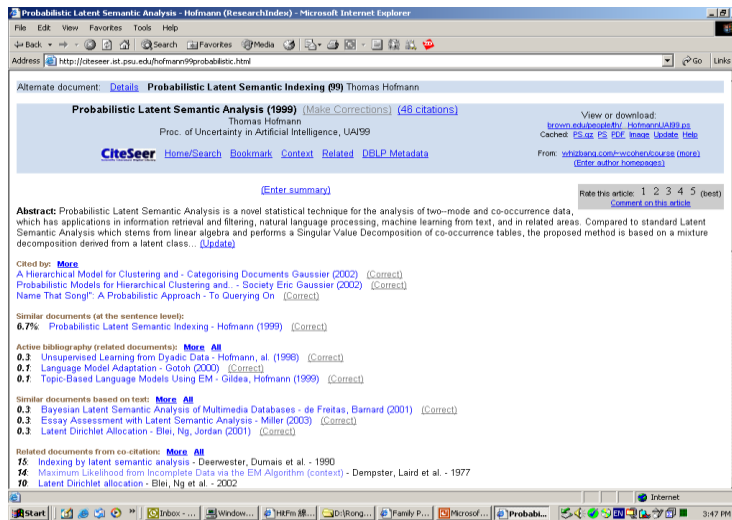 Probabilistic Latent Semantic Analysis - Hofmann (ResearchIndex) - Microsoft Internet Explorer
File Edit View Favorites Tools Help
Back Search Favorites Media
Address http://citeseer.ist.psu.edu/hofmann99probabilistic.html Go Links
Alternate document: Details Probabilistic Latent Semantic Indexing (99) Thomas Hofmann
Probabilistic Latent Semantic Analysis (1999) (Make Corrections) (46 citations)
Thomas Hofmann
Proc. of Uncertainty in Artificial Intelligence, UAI'99
View or download:
brown.edu/people/th/...HofmannUAI99.ps
Cached: PS.gz PS PDF Image Update Help
CiteSeer Home/Search Bookmark Context Related DBLP Metadata
From: whizbang.com/~wcohen/course (more)
(Enter author homepages)
(Enter summary)
Rate this article: 1 2 3 4 5 (best)
Comment on this article
Abstract: Probabilistic Latent Semantic Analysis is a novel statistical technique for the analysis of two--mode and co-occurrence data,
which has applications in information retrieval and filtering, natural language processing, machine learning from text, and in related areas. Compared to standard Latent
Semantic Analysis which stems from linear algebra and performs a Singular Value Decomposition of co-occurrence tables, the proposed method is based on a mixture
decomposition derived from a latent class... (Update)
Cited by: More
A Hierarchical Model for Clustering and - Categorising Documents Gaussier (2002) (Correct)
Probabilistic Models for Hierarchical Clustering and.. - Society Eric Gaussier (2002) (Correct)
Name That Song!": A Probabilistic Approach - To Querying On (Correct)
Similar documents (at the sentence level):
6.7%: Probabilistic Latent Semantic Indexing - Hofmann (1999) (Correct)
Active bibliography (related documents): More All
0.3: Unsupervised Learning from Dyadic Data - Hofmann, al. (1998) (Correct)
0.1: Language Model Adaptation - Gotoh (2000) (Correct)
0.1: Topic-Based Language Models Using EM - Gildea, Hofmann (1999) (Correct)
Similar documents based on text: More All
0.3: Bayesian Latent Semantic Analysis of Multimedia Databases - de Freitas, Barnard (2001) (Correct)
0.3: Essay Assessment with Latent Semantic Analysis - Miller (2003) (Correct)
0.3: Latent Dirichlet Allocation - Blei, Ng, Jordan (2001) (Correct)
Related documents from co-citation: More All
15: Indexing by latent semantic analysis - Deerwester, Dumais et al. - 1990
14: Maximum Likelihood from Incomplete Data via the EM Algorithm (context) - Dempster, Laird et al. - 1977
10: Latent Dirichlet allocation - Blei, Ng et al. - 2002
Internet
Start Inbox - ... Window... D:\Rong... Family P... Microsof... Probabi... EN 3:47 PM